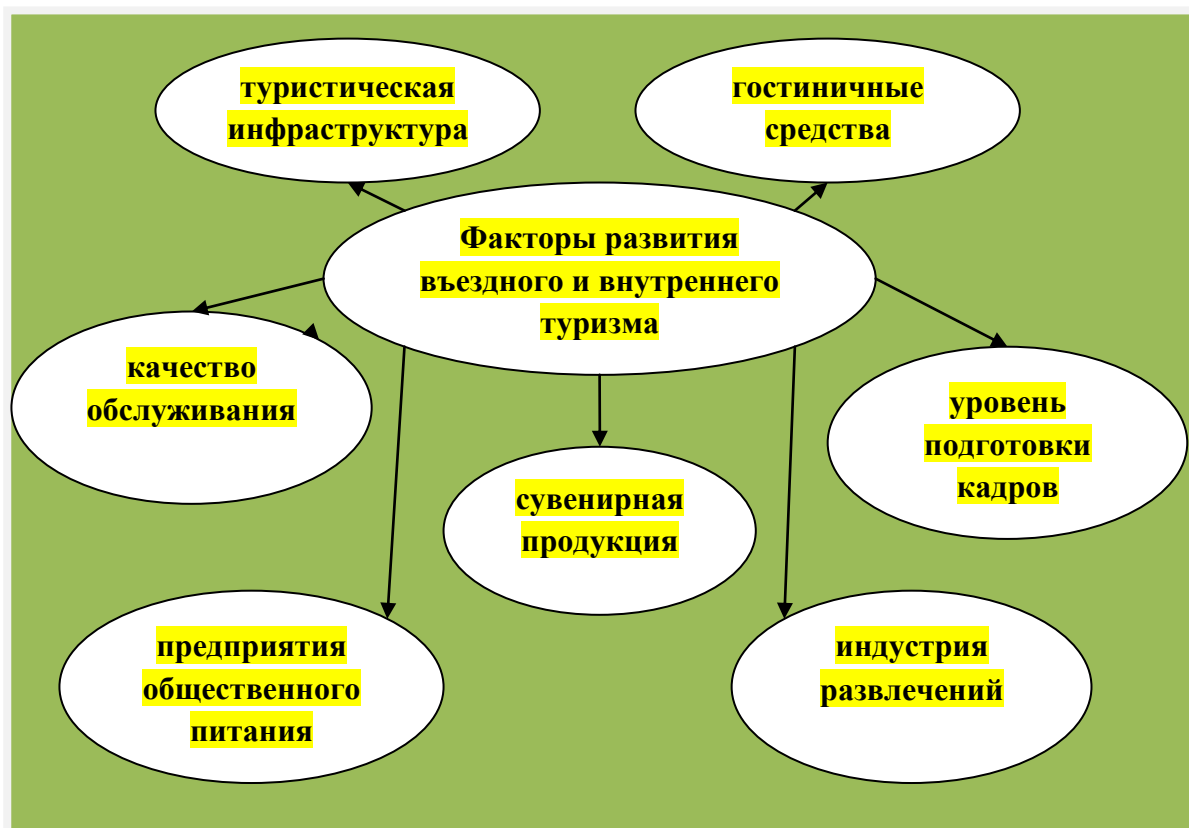 туристическая
инфраструктура
гостиничные
средства
Факторы развития
въездного и внутреннего
туризма
качество
обслуживания
уровень
подготовки
кадров
сувенирная
продукция
предприятия
общественного
питания
индустрия
развлечений